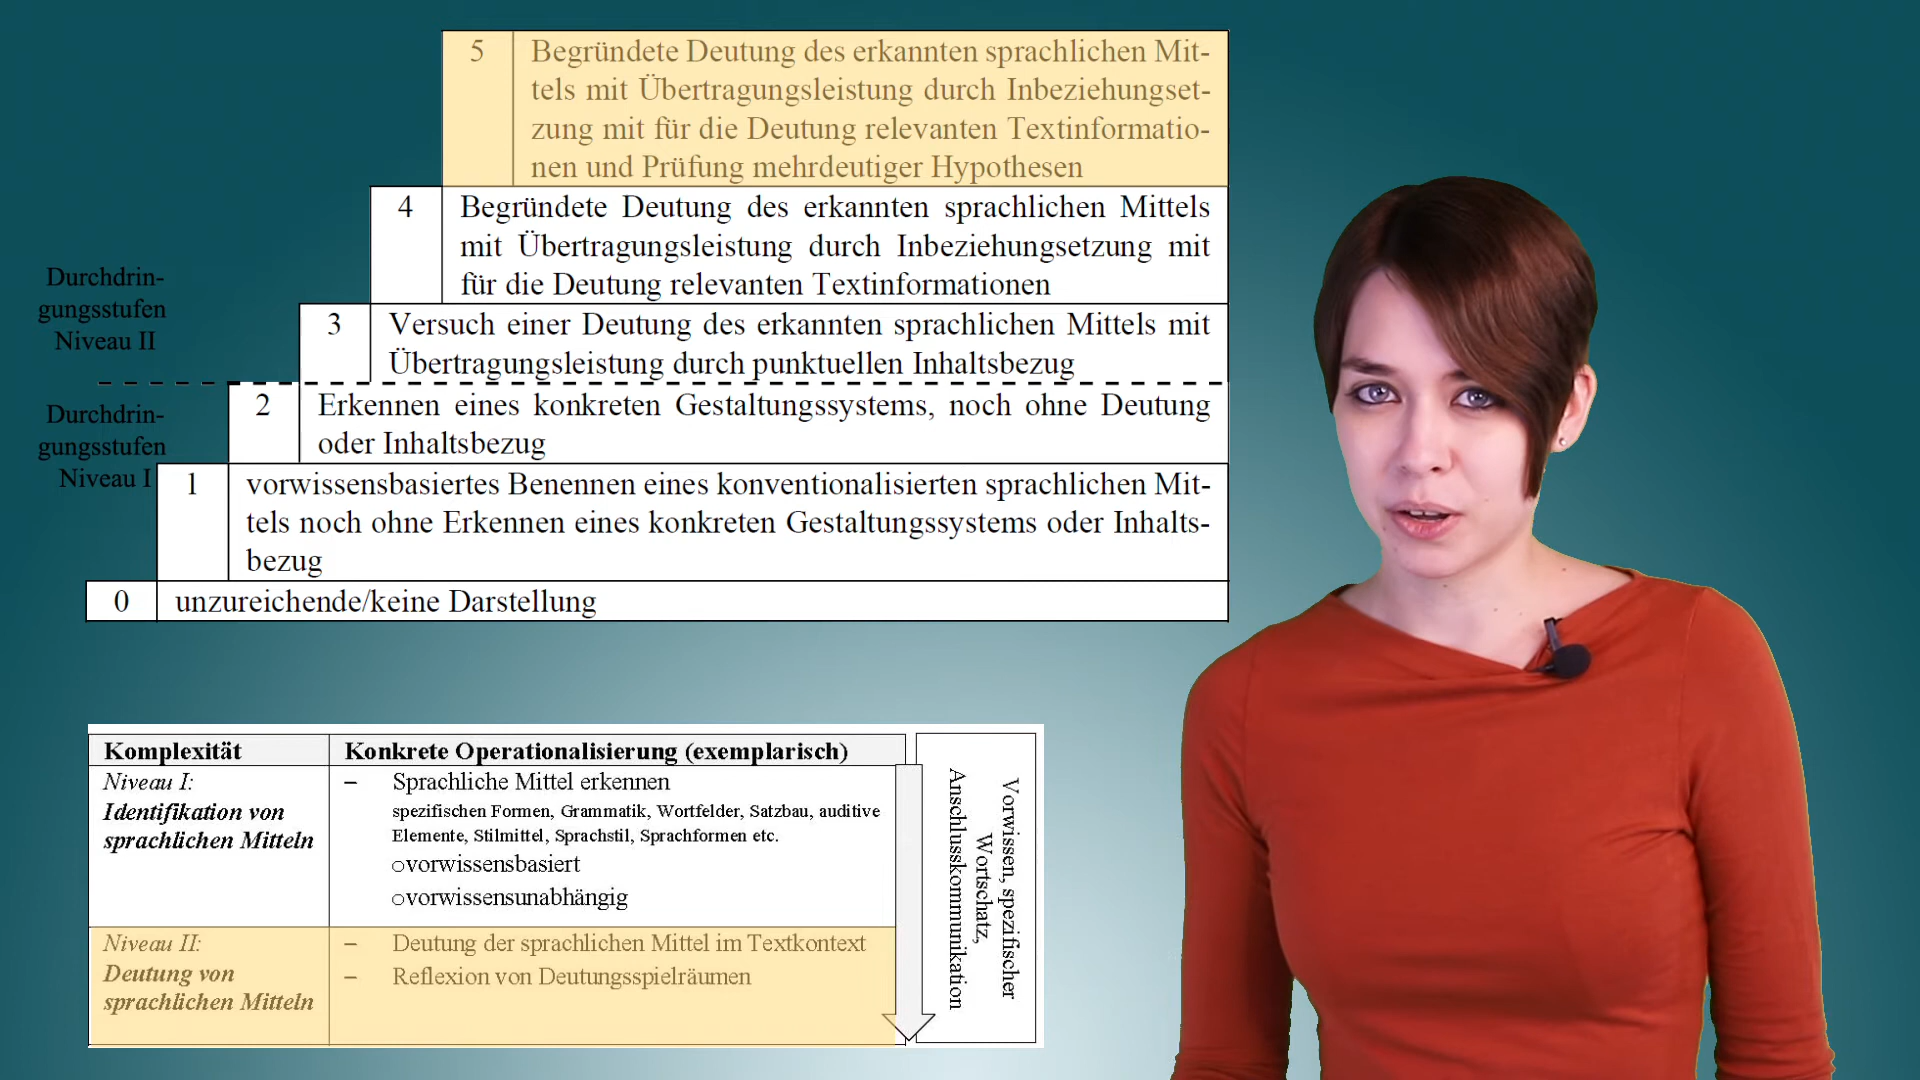 5 Begründete Deutung des erkannten sprachlichen Mit-
tels mit Übertragungsleistung durch Inbeziehungset-
zung mit für die Deutung relevanten Textinformatio-
nen und Prüfung mehrdeutiger Hypothesen
4 Begründete Deutung des erkannten sprachlichen Mittels
mit Übertragungsleistung durch Inbeziehungsetzung mit
für die Deutung relevanten Textinformationen
Durchdrin-
gungsstufen
Niveau II
3 Versuch einer Deutung des erkannten sprachlichen Mittels mit
Übertragungsleistung durch punktuellen Inhaltsbezug
2 Erkennen eines konkreten Gestaltungssystems, noch ohne Deutung
oder Inhaltsbezug
Durchdrin-
gungsstufen
Niveau I
1 vorwissensbasiertes Benennen eines konventionalisierten sprachlichen Mit-
tels noch ohne Erkennen eines konkreten Gestaltungssystems oder Inhalts-
bezug
0 unzureichende/keine Darstellung
Komplexität Konkrete Operationalisierung (exemplarisch)
Niveau I:
Identifikation von
sprachlichen Mitteln
– Sprachliche Mittel erkennen
spezifischen Formen, Grammatik, Wortfelder, Satzbau, auditive
Elemente, Stilmittel, Sprachstil, Sprachformen etc.
○vorwissensbasiert
○vorwissensunabhängig
Niveau II:
Deutung von
sprachlichen Mitteln
– Deutung der sprachlichen Mittel im Textkontext
– Reflexion von Deutungsspielräumen
Vorwissen, spezifischer
Wortschatz,
Anschlusskommunikation